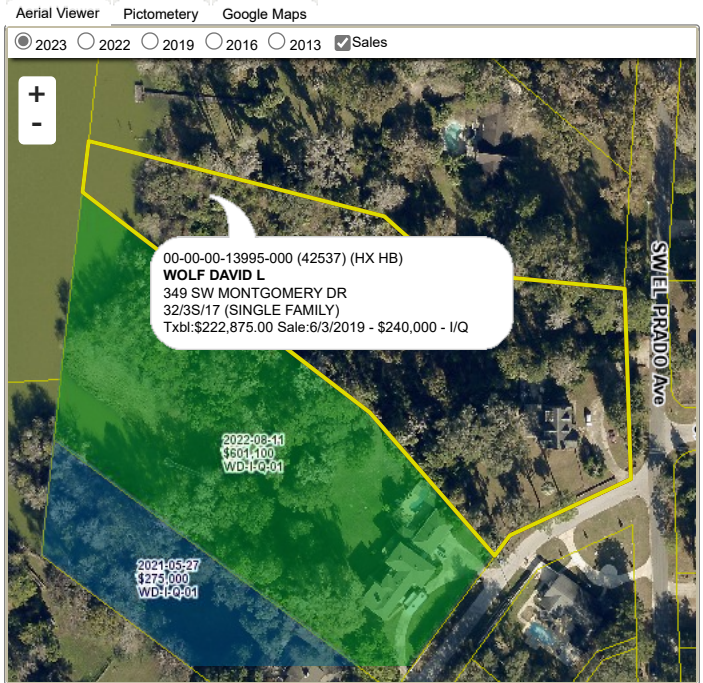 Aerial Viewer Pictometery Google Maps
2023 2022 2019 2016 2013 Sales
+
-
00-00-00-13995-000 (42537) (HX HB)
WOLF DAVID L
349 SW MONTGOMERY DR
32/3S/17 (SINGLE FAMILY)
Txbl:$222,875.00 Sale:6/3/2019 - $240,000 - I/Q
SW EL PRADO Ave
2022-08-11
$601,100
WD-I-Q-01
2021-05-27
$275,000
WD-I-Q-01